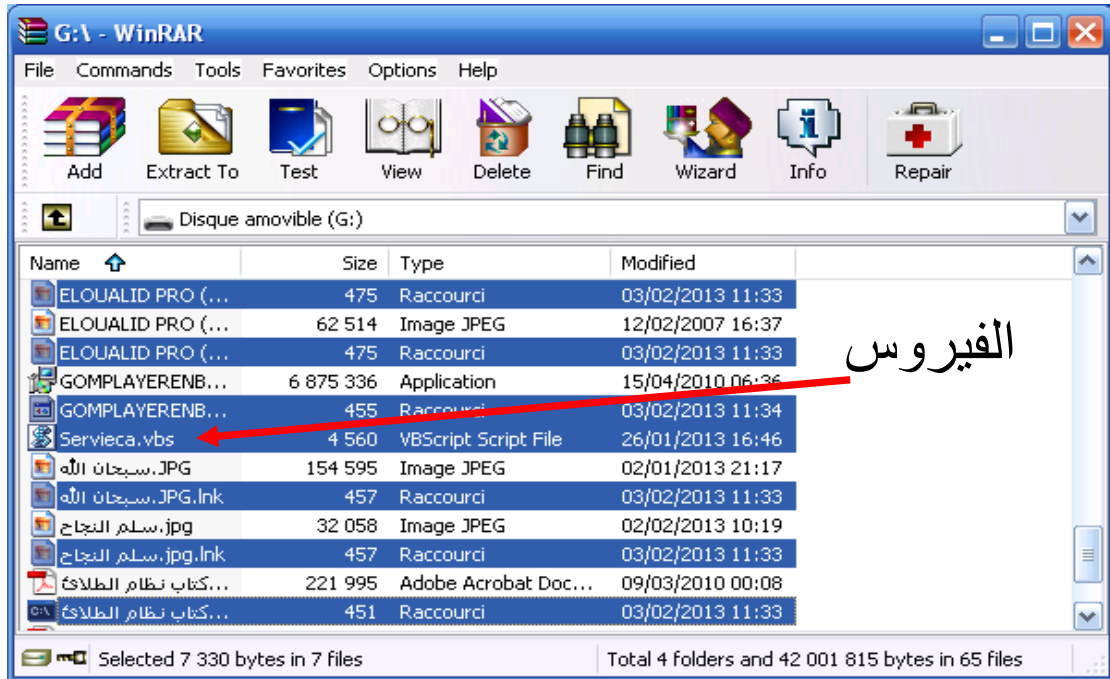 G:\ - WinRAR
File Commands Tools Favorites Options Help
Add Extract To Test View Delete Find Wizard Info Repair
Disque amovible (G:)
Name Size Type Modified
ELOUALID PRO (... 475 Raccourci 03/02/2013 11:33
ELOUALID PRO (... 62 514 Image JPEG 12/02/2007 16:37
ELOUALID PRO (... 475 Raccourci 03/02/2013 11:33
GOMPLAYERENB... 6 875 336 Application 15/04/2010 06:36
GOMPLAYERENB... 455 Raccourci 03/02/2013 11:34
Servieca.vbs 4 560 VBScript Script File 26/01/2013 16:46
سبحان الله.JPG 154 595 Image JPEG 02/01/2013 21:17
سبحان الله.JPG.lnk 457 Raccourci 03/02/2013 11:33
سلم النجاح.jpg 32 058 Image JPEG 02/02/2013 10:19
سلم النجاح.jpg.lnk 457 Raccourci 03/02/2013 11:33
كتاب نظام الطلائ... 221 995 Adobe Acrobat Doc... 09/03/2010 00:08
كتاب نظام الطلائ... 451 Raccourci 03/02/2013 11:33
الفيروس
Selected 7 330 bytes in 7 files Total 4 folders and 42 001 815 bytes in 65 files